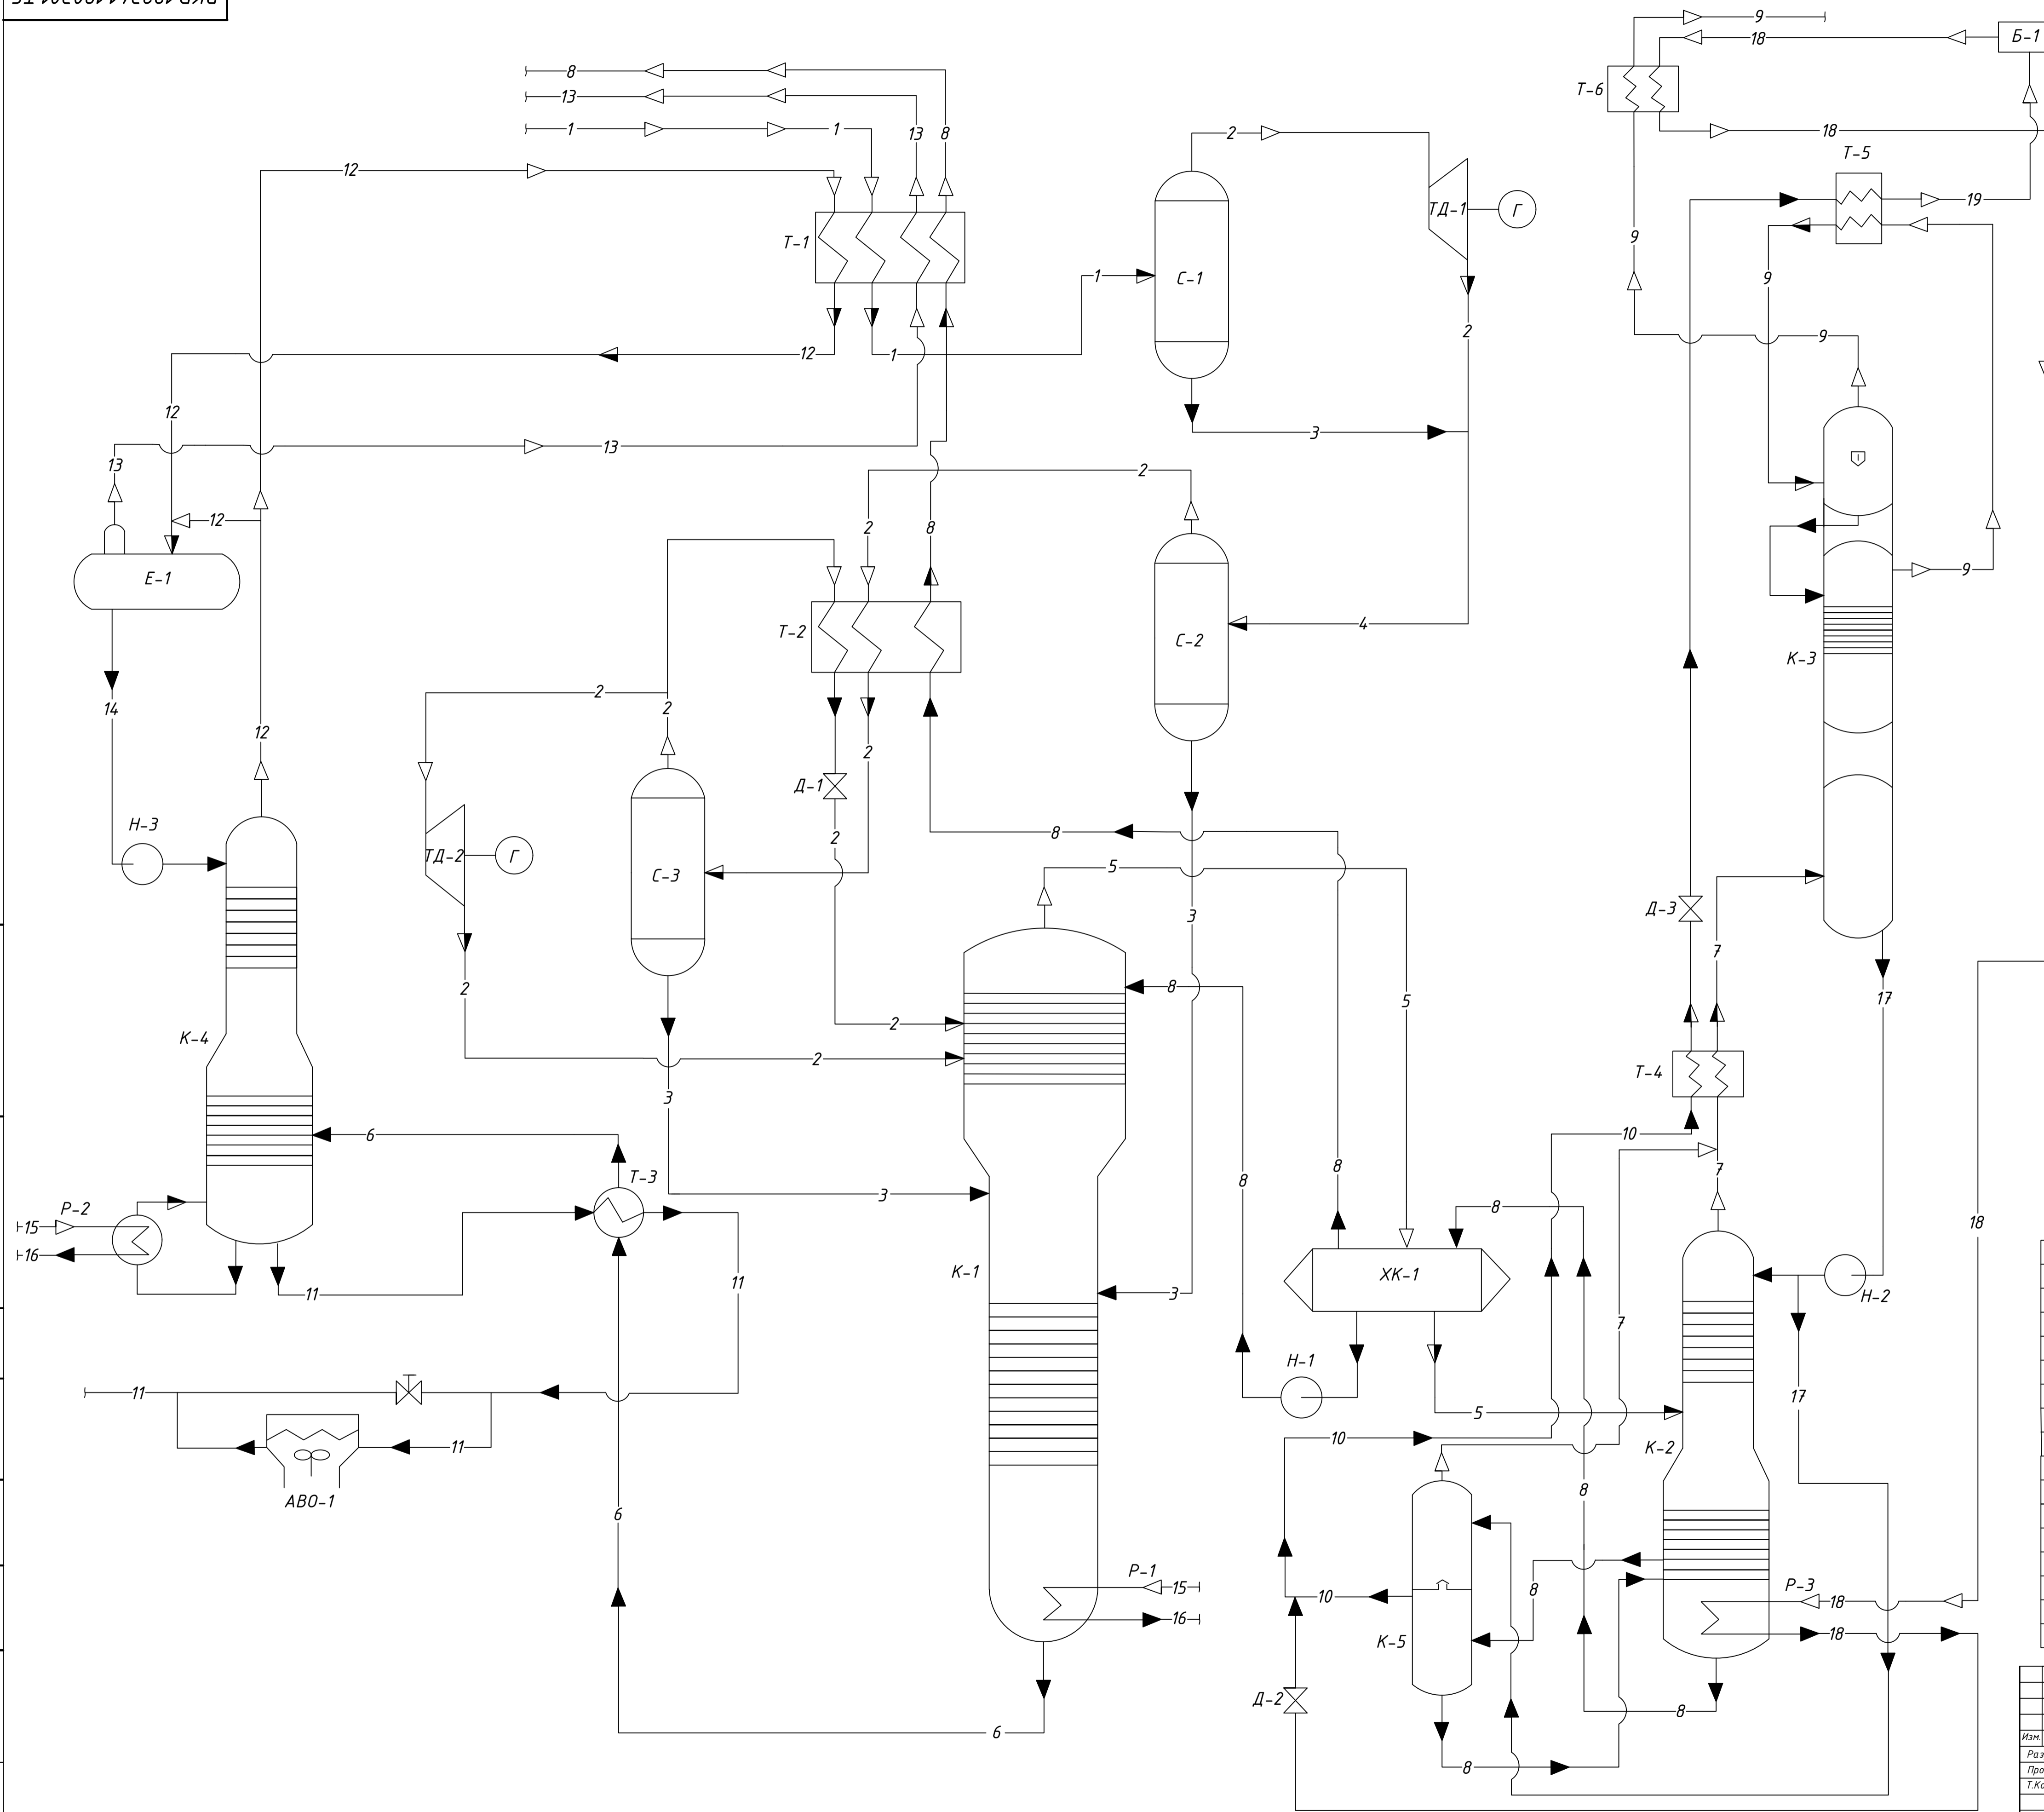 9
Б-1
18
8
Т-6
13
1
1
13
8
2
18
Т-5
12
ТД-1
Г
19
Т-1
9
С-1
1
9
2
12
1
9
12
3
13
13
2
12
2
8
9
Е-1
4
Т-2
С-2
К-3
2
14
2
12
2
Д-1
Н-3
2
8
ТД-2
Г
5
С-3
3
Д-3
7
8
2
5
17
2
К-4
2
Т-4
3
6
10
8
7
Т-3
8
3
Р-2
8
15
18
16
К-1
ХК-1
11
11
3
Н-2
7
Н-1
11
17
5
10
К-2
11
АВО-1
8
6
Р-1
15
8
Р-3
10
18
16
18
К-5
Д-2
8
6
8
Изм.
Раз
Про
Т.Ко